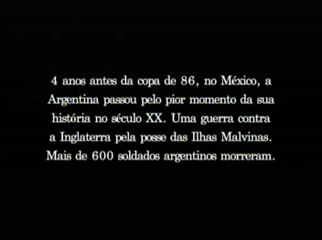 4 anos antes da copa de 86, no México, a
Argentina passou pelo pior momento da sua
história no século XX. Uma guerra contra
a Inglaterra pela posse das Ilhas Malvinas.
Mais de 600 soldados argentinos morreram.